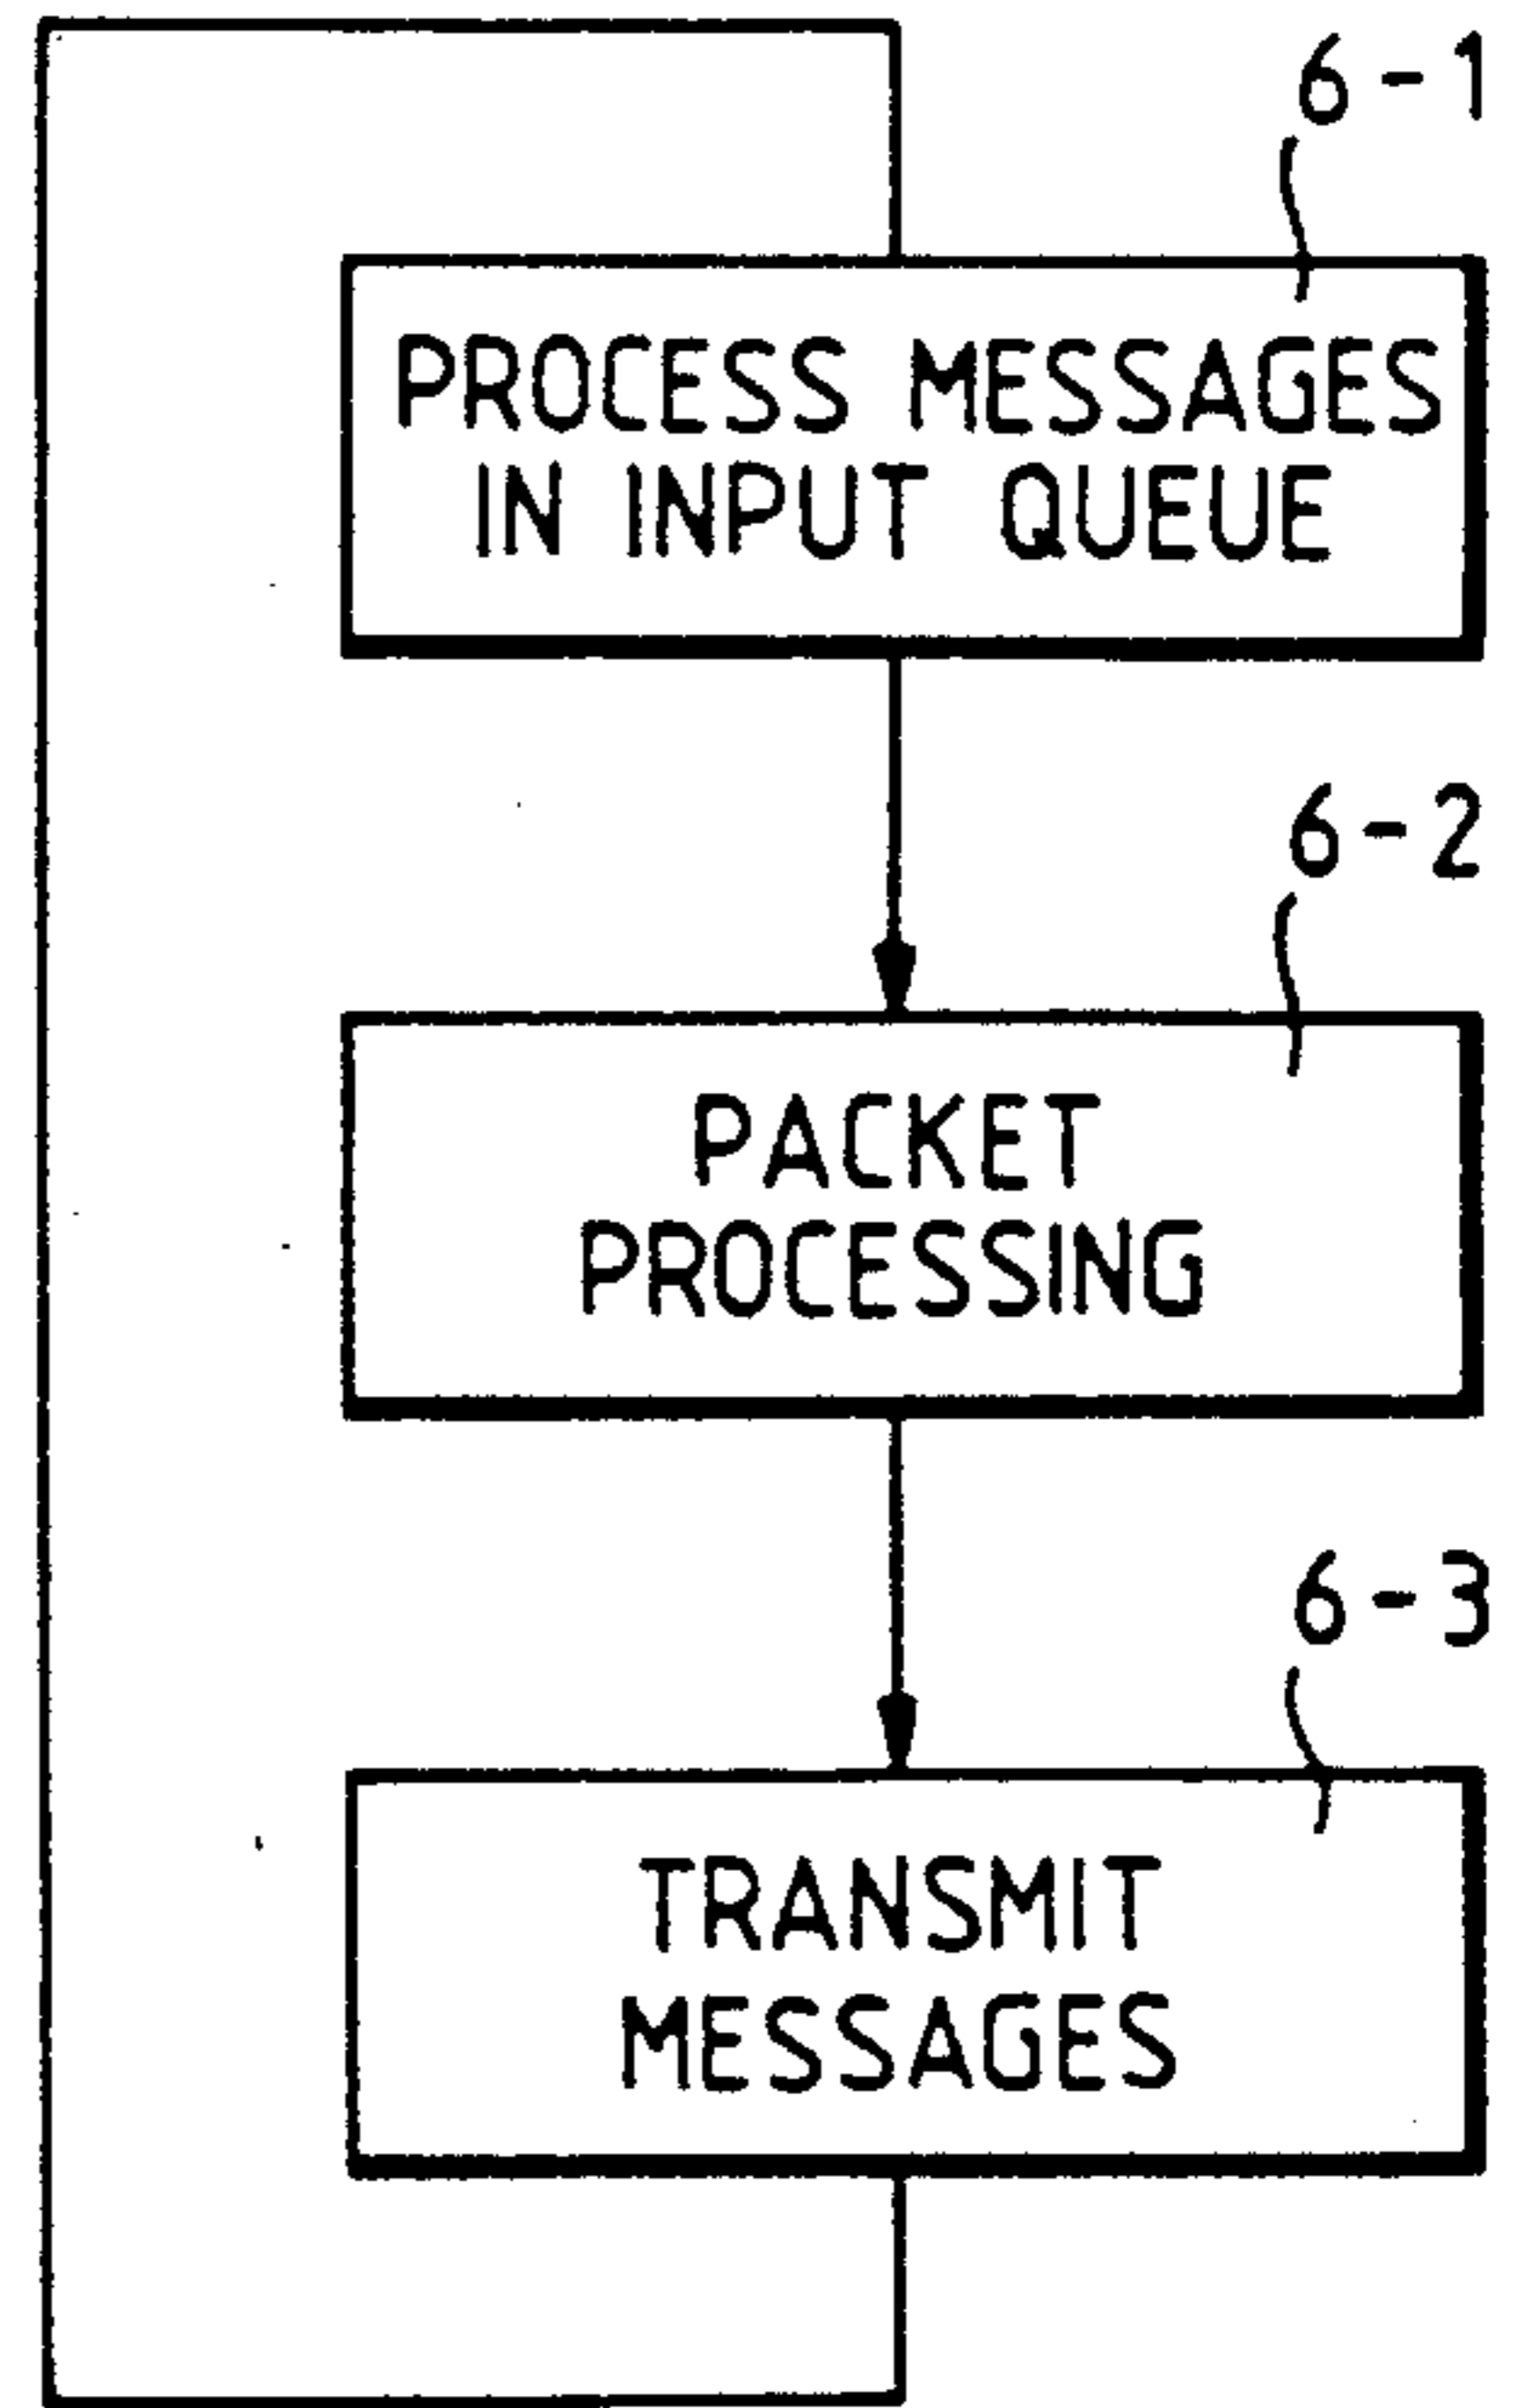 6-1
PROCESS MESSAGES
IN INPUT QUEUE
6-2
PACKET
PROCESSING
6-3
TRANSMIT
MESSAGES